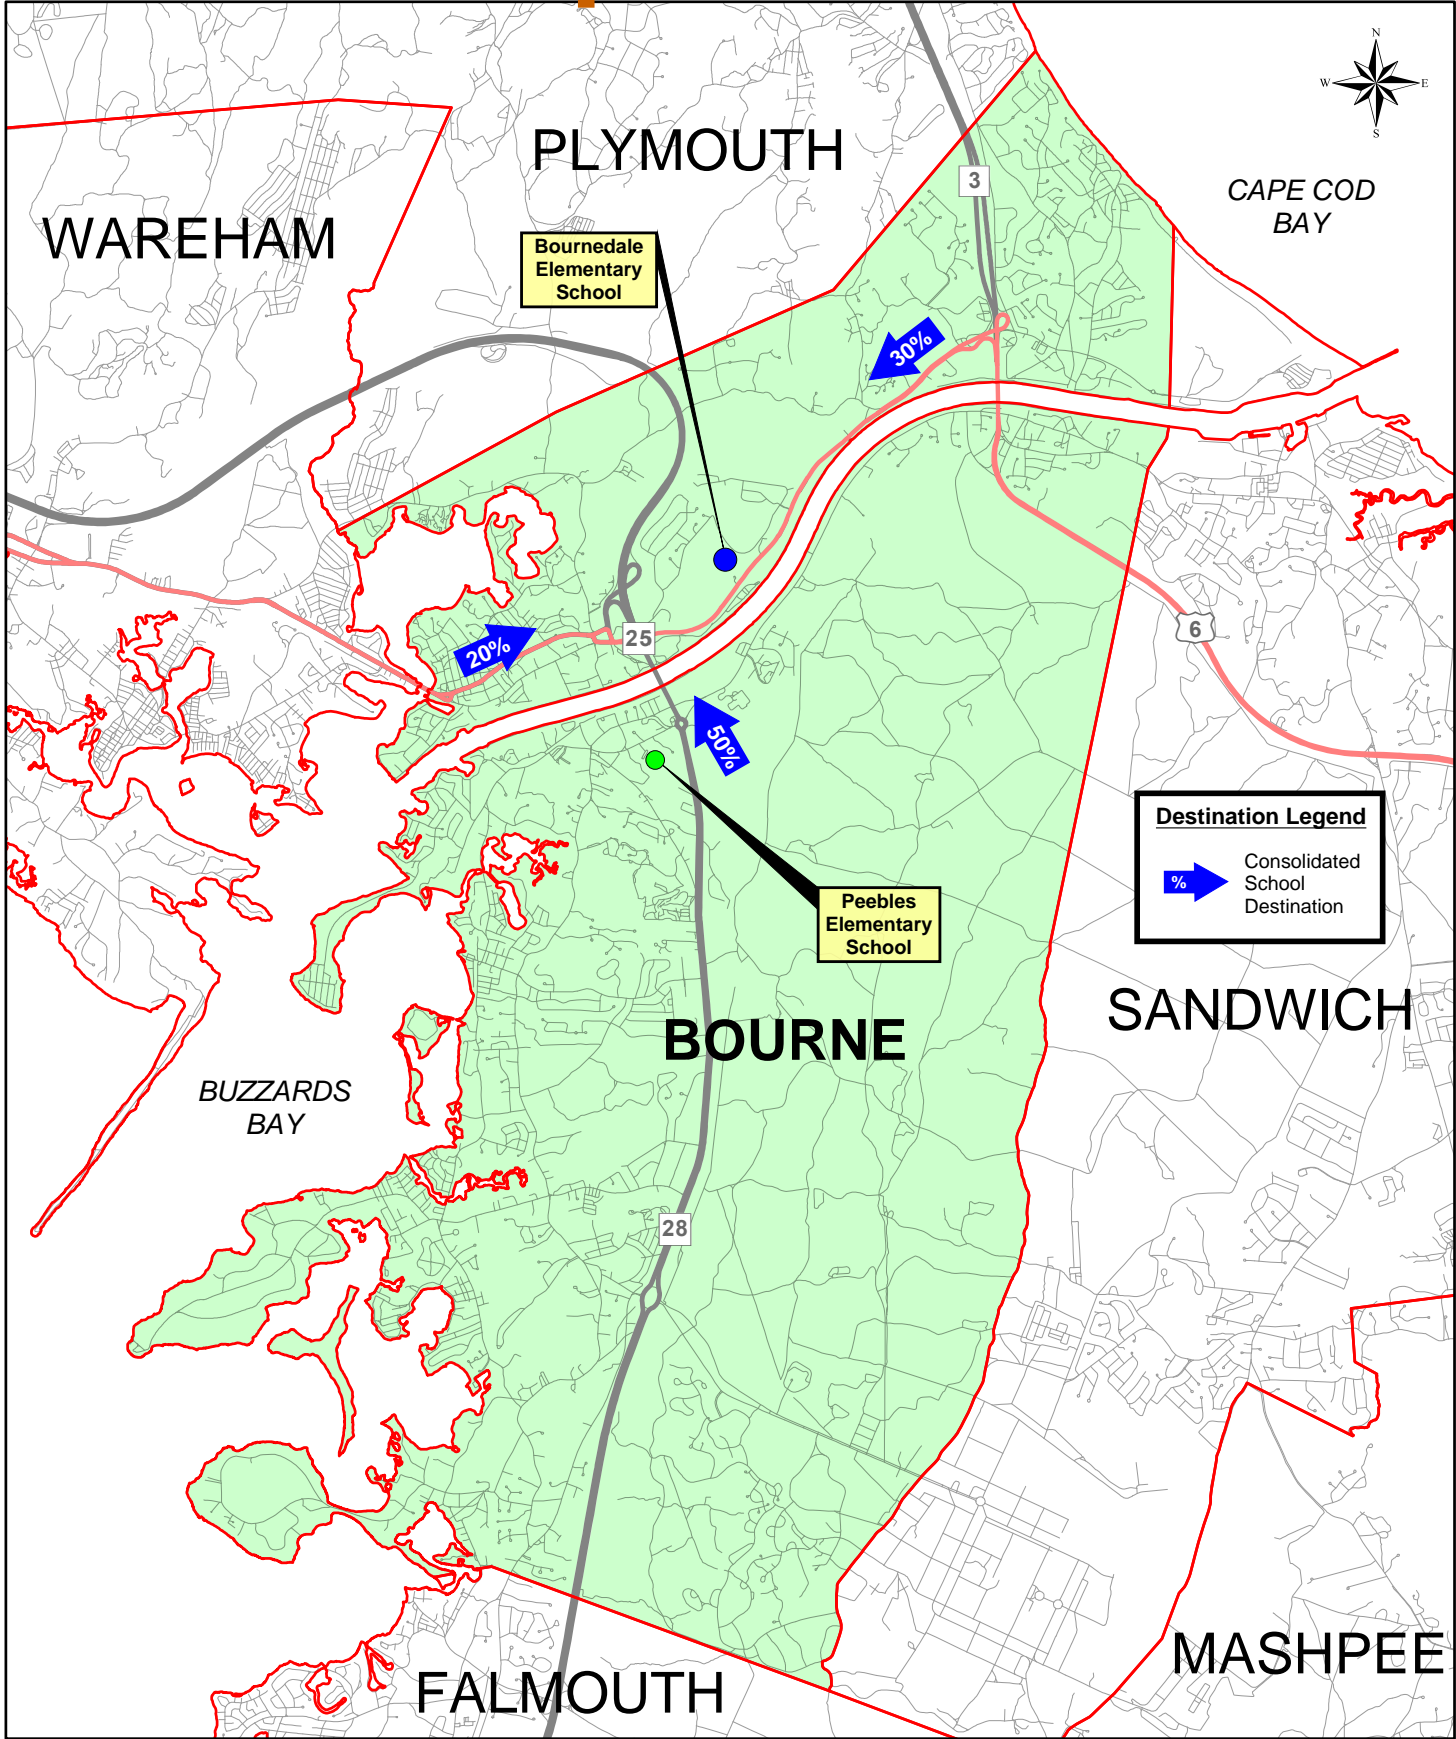 N
W
E
S
PLYMOUTH
3
CAPE COD
BAY
WAREHAM
Bournedale
Elementary
School
30%
25
20%
6
50%
Destination Legend
%
Consolidated
School
Destination
Peebles
Elementary
School
SANDWICH
BOURNE
BUZZARDS
BAY
28
MASHPEE
FALMOUTH